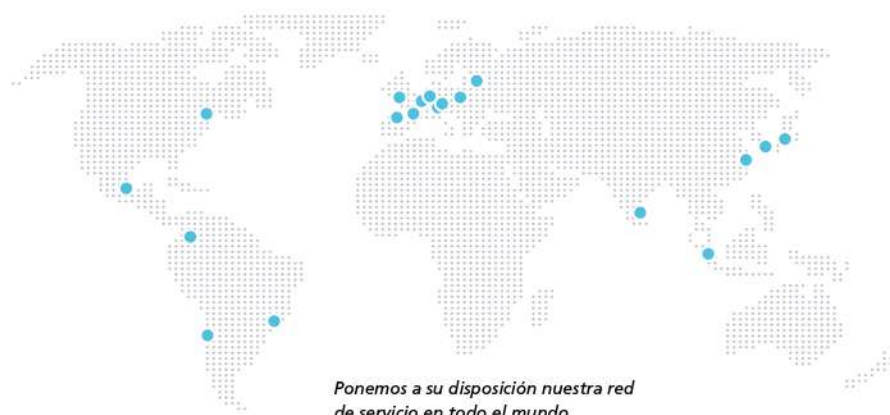 Ponemos a su disposición nuestra red
de servicio en todo el mundo